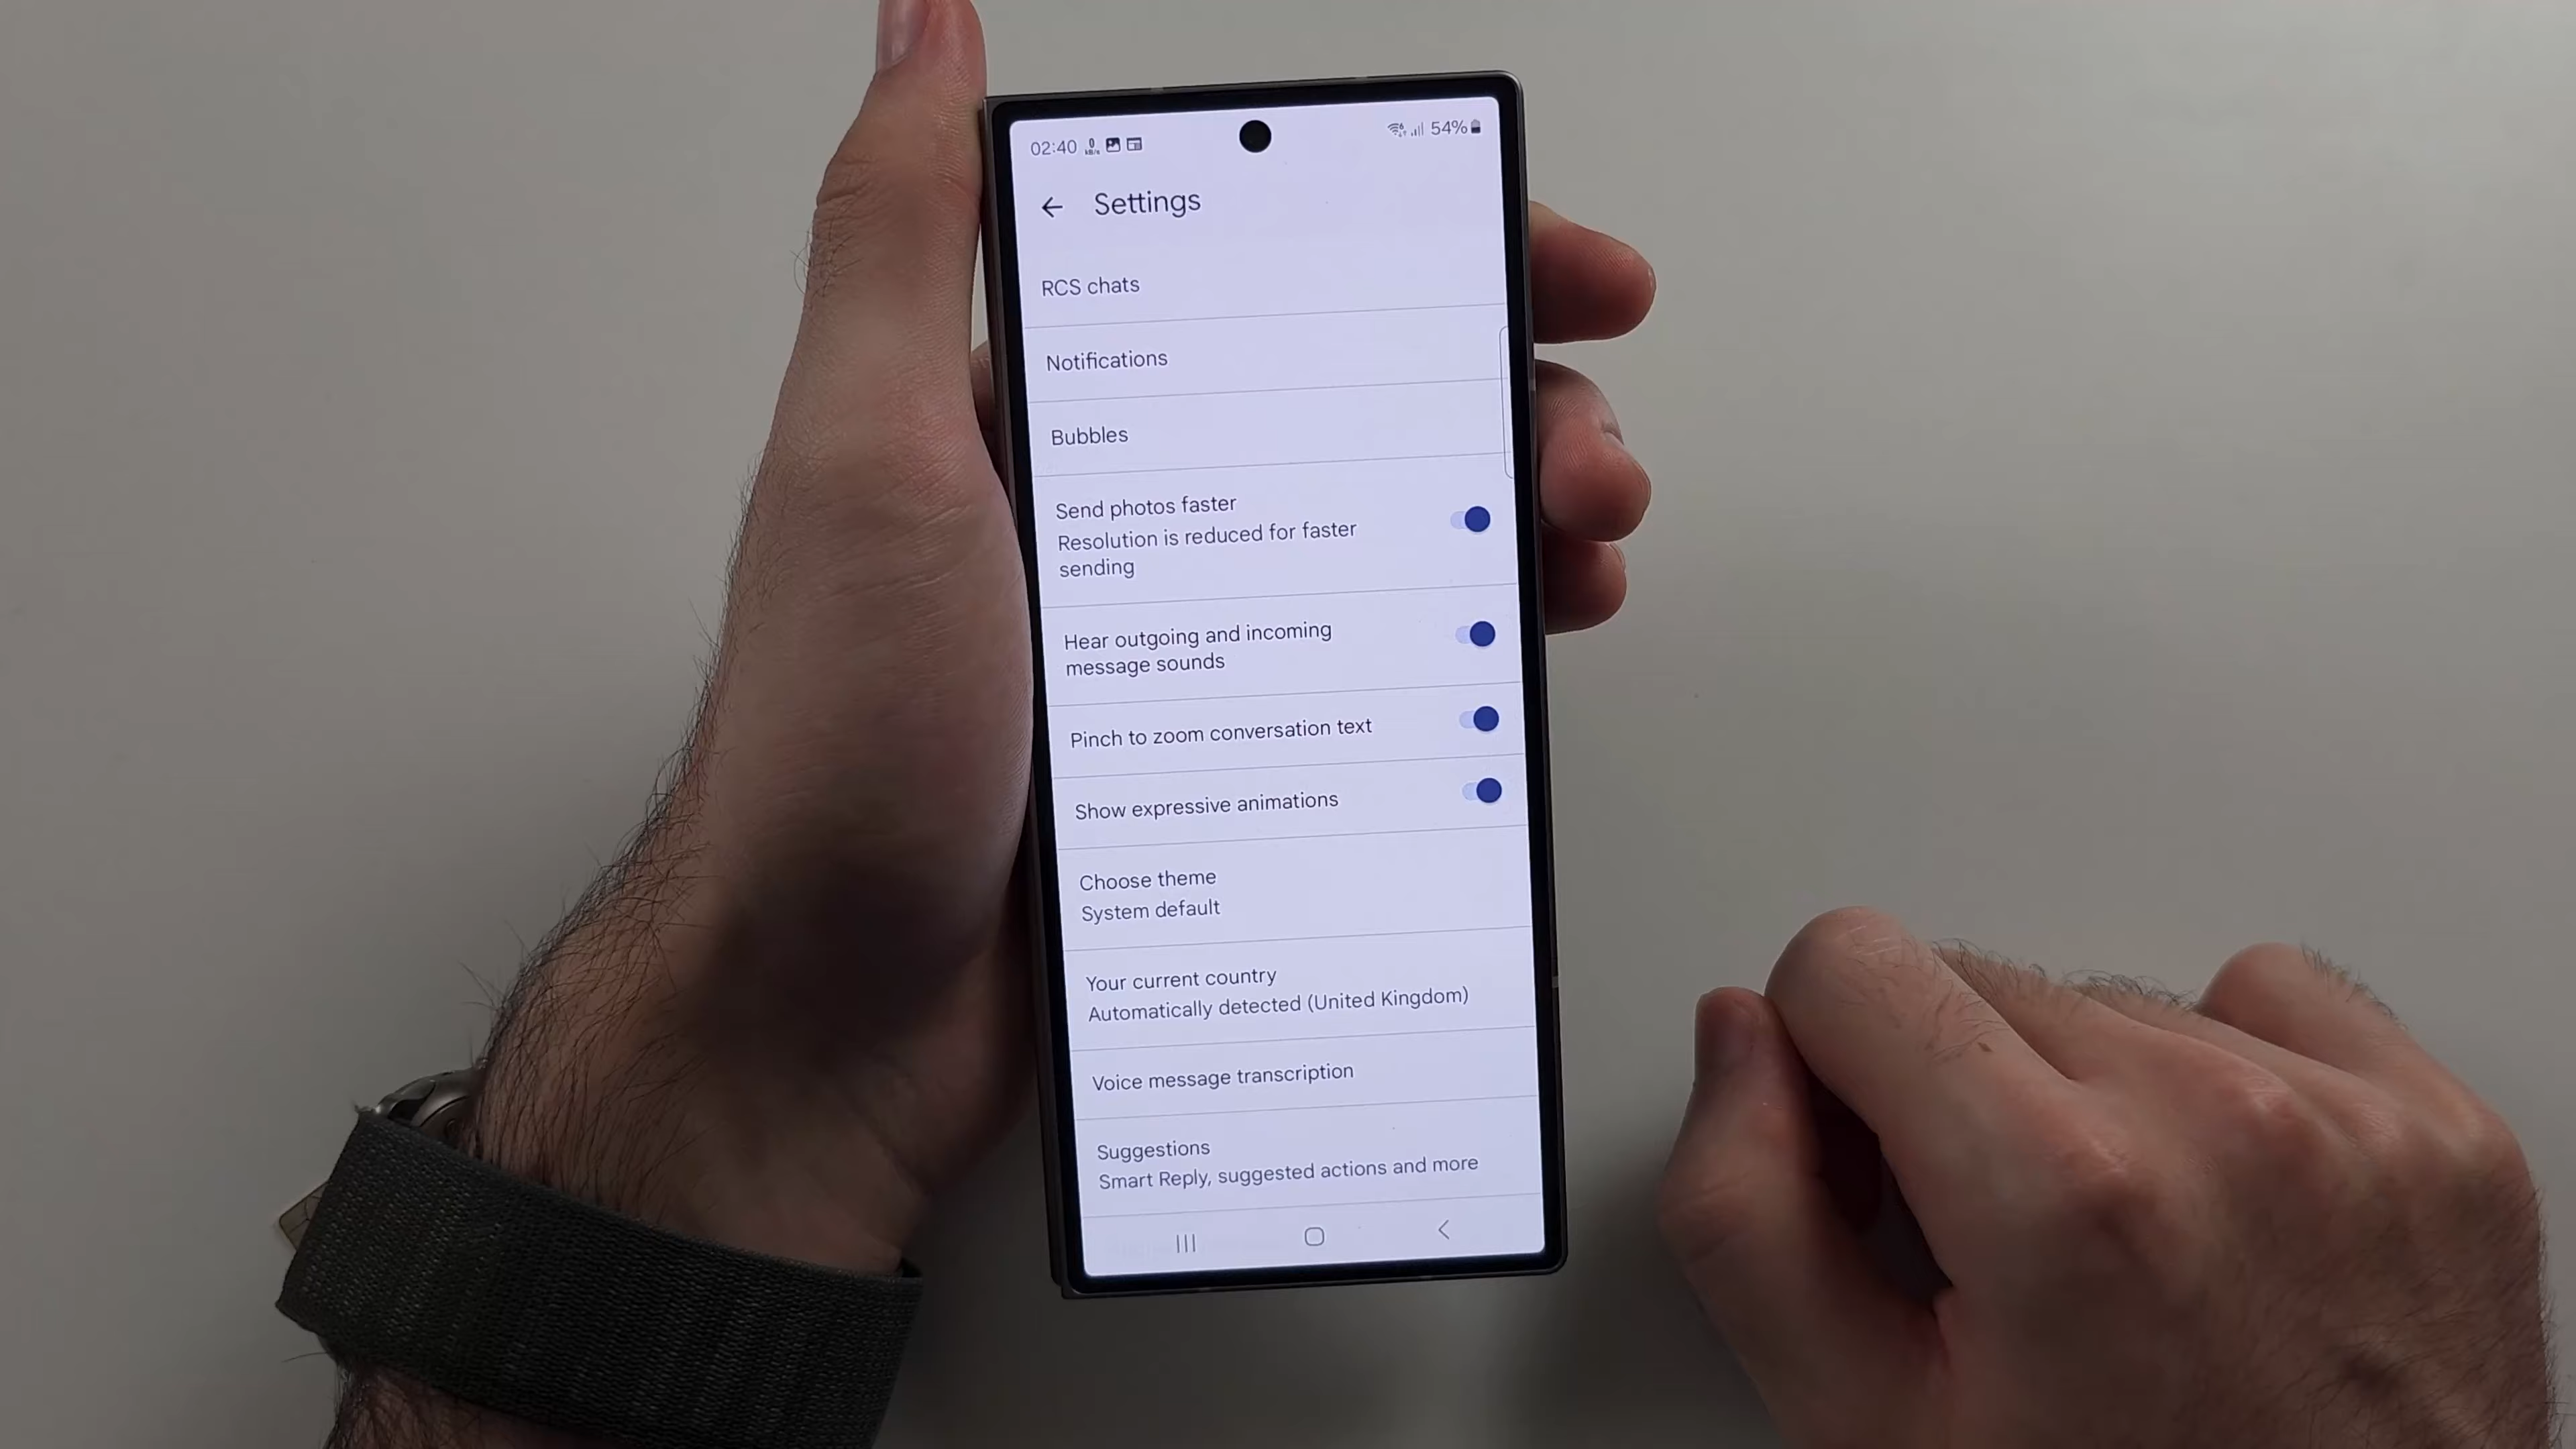 02:40
54%
Settings
RCS chats
Notifications
Bubbles
Send photos faster
Resolution is reduced for faster
sending
Hear outgoing and incoming
message sounds
Pinch to zoom conversation text
Show expressive animations
Choose theme
System default
Your current country
Automatically detected (United Kingdom)
Voice message transcription
Suggestions
Smart Reply, suggested actions and more